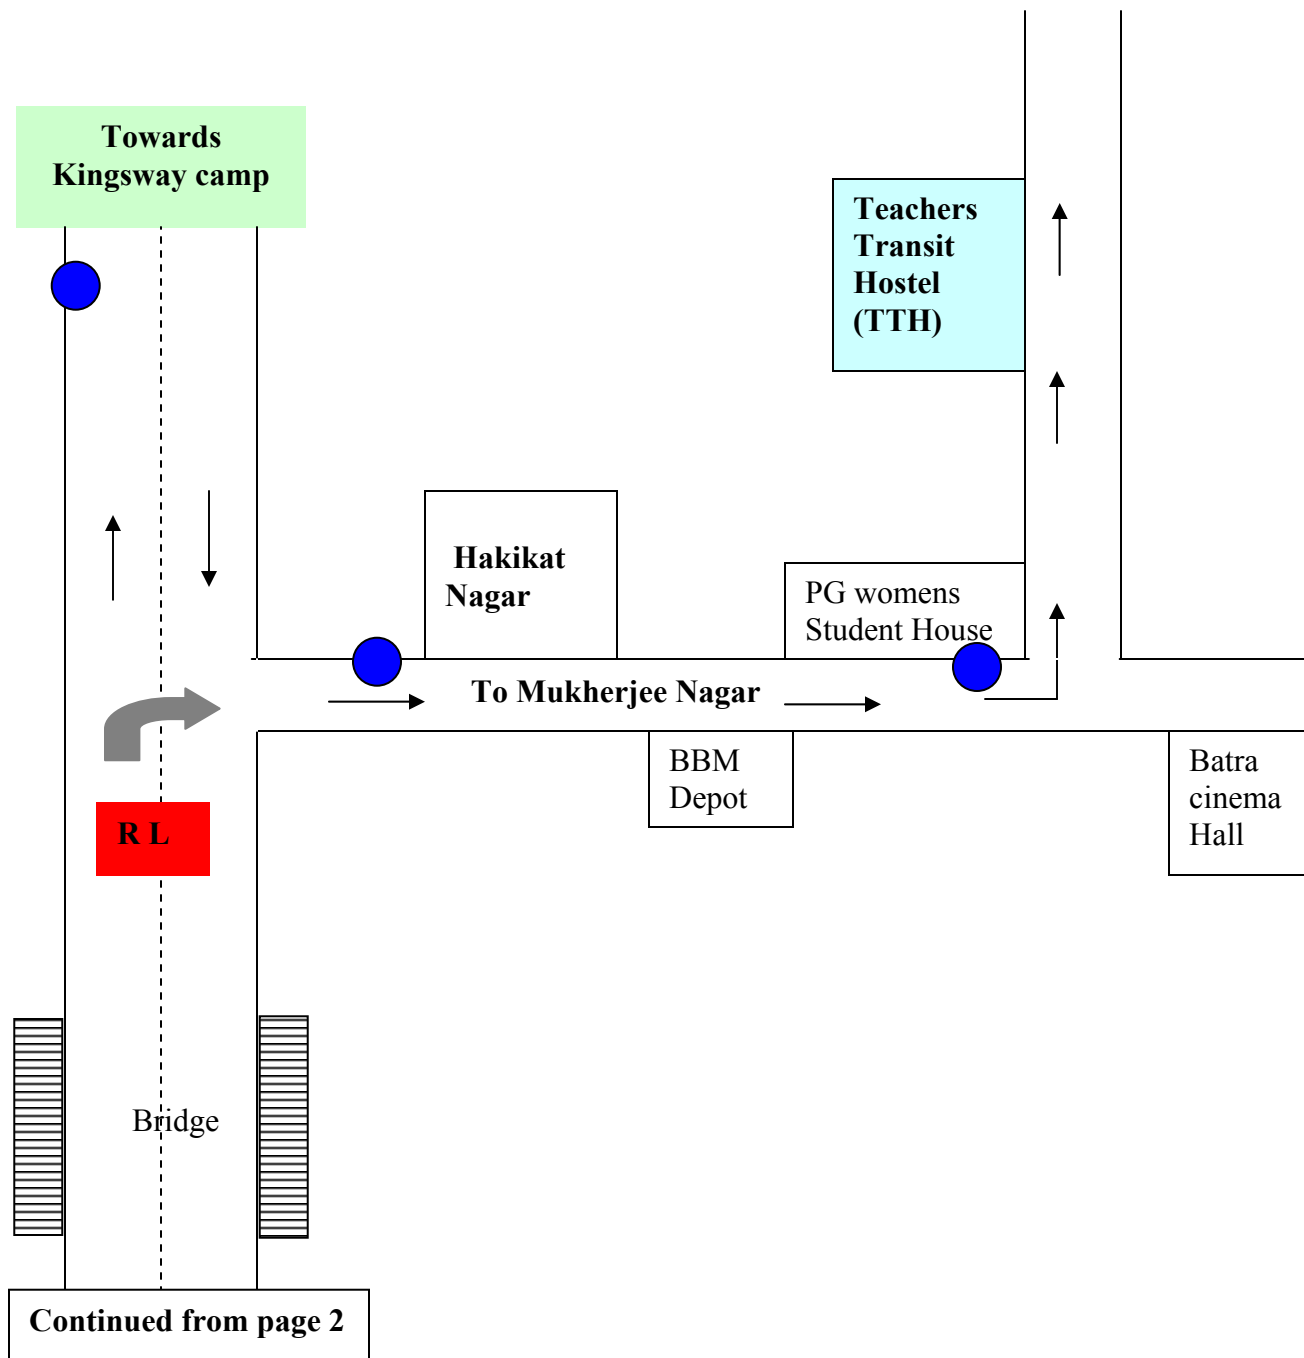 Towards
Kingsway camp
Teachers
Transit
Hostel
(TTH)
Hakikat
Nagar
PG womens
Student House
To Mukherjee Nagar
BBM
Depot
Batra
cinema
Hall
R L
Bridge
Continued from page 2